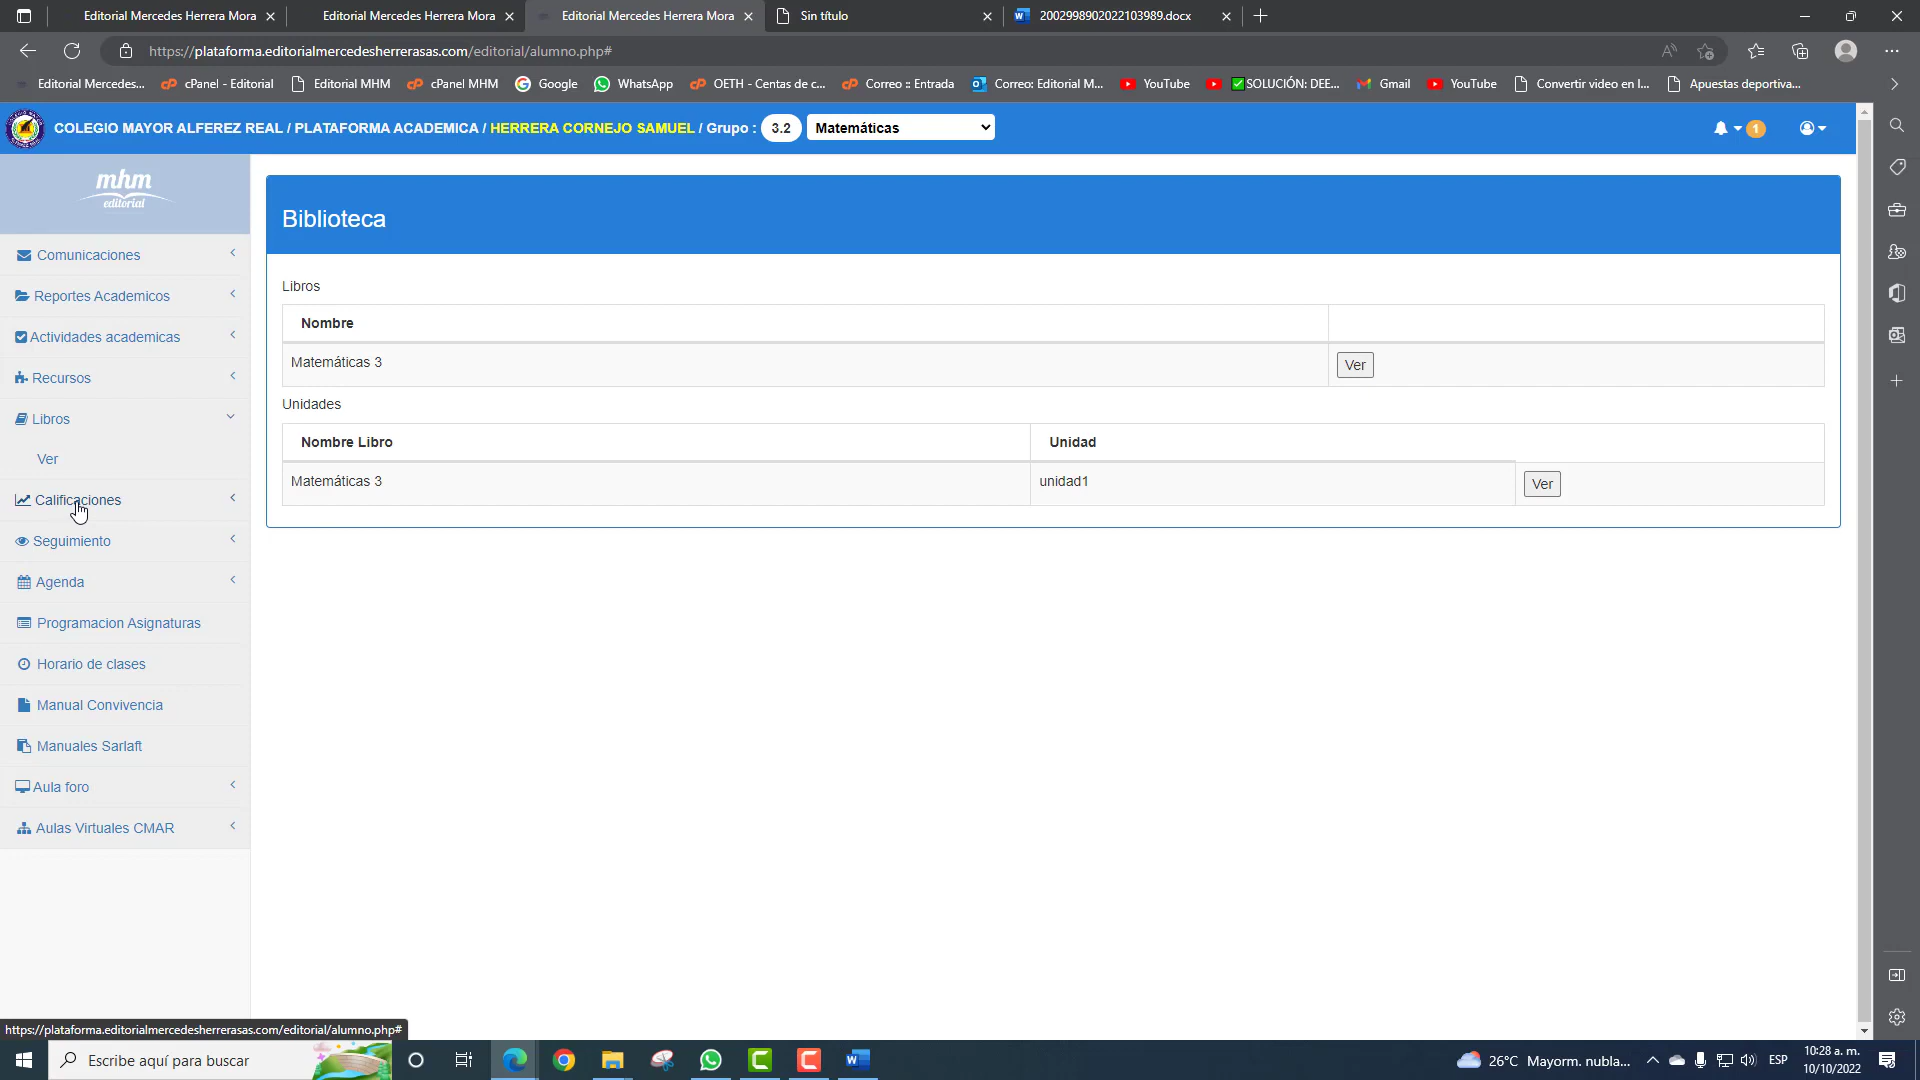 Editorial Mercedes Herrera Mora
Editorial Mercedes Herrera Mora
Editorial Mercedes Herrera Mora
Sin título
2002998902022103989.docx
https://plataforma.editorialmercedesherrerasas.com/editorial/alumno.php#
Editorial Mercedes...
cPanel - Editorial
Editorial MHM
cPanel MHM
Google
WhatsApp
OETH - Centas de c...
Correo :: Entrada
Correo: Editorial M...
YouTube
SOLUCIÓN: DEE...
Gmail
YouTube
Convertir video en l...
Apuestas deportiva...
COLEGIO MAYOR ALFEREZ REAL / PLATAFORMA ACADEMICA / HERRERA CORNEJO SAMUEL / Grupo : 3.2 Matemáticas
1
mhm
editorial
Comunicaciones
Reportes Academicos
Actividades academicas
Recursos
Libros
Ver
Calificaciones
Seguimiento
Agenda
Programacion Asignaturas
Horario de clases
Manual Convivencia
Manuales Sarlaft
Aula foro
Aulas Virtuales CMAR
Biblioteca
Libros
Nombre
Matemáticas 3 Ver
Unidades
Nombre Libro Unidad
Matemáticas 3 unidad1 Ver
https://plataforma.editorialmercedesherrerasas.com/editorial/alumno.php#
Escribe aquí para buscar
26°C Mayorm. nubla...
ESP
10:28 a. m.
10/10/2022